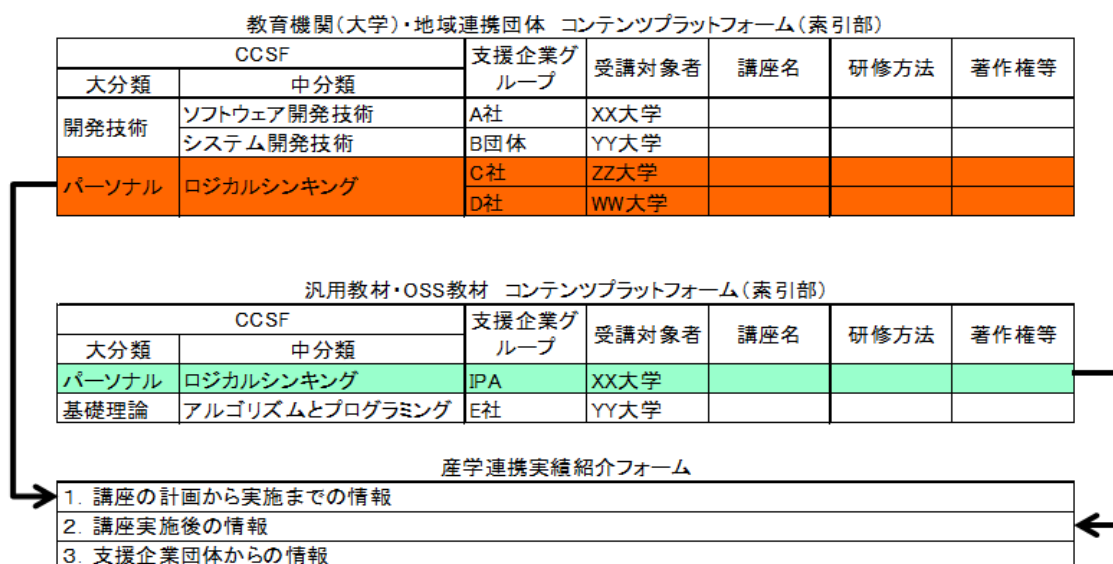 教育機関(大学)・地域連携団体 コンテンツプラットフォーム(索引部)
CCSF 支援企業グループ 受講対象者 講座名 研修方法 著作権等
大分類 中分類
開発技術 ソフトウェア開発技術 A社 XX大学
システム開発技術 B団体 YY大学
パーソナル ロジカルシンキング C社 ZZ大学
D社 WW大学
汎用教材・OSS教材 コンテンツプラットフォーム(索引部)
CCSF 支援企業グループ 受講対象者 講座名 研修方法 著作権等
大分類 中分類
パーソナル ロジカルシンキング IPA XX大学
基礎理論 アルゴリズムとプログラミング E社 YY大学
産学連携実績紹介フォーム
1. 講座の計画から実施までの情報
2. 講座実施後の情報
3. 支援企業団体からの情報